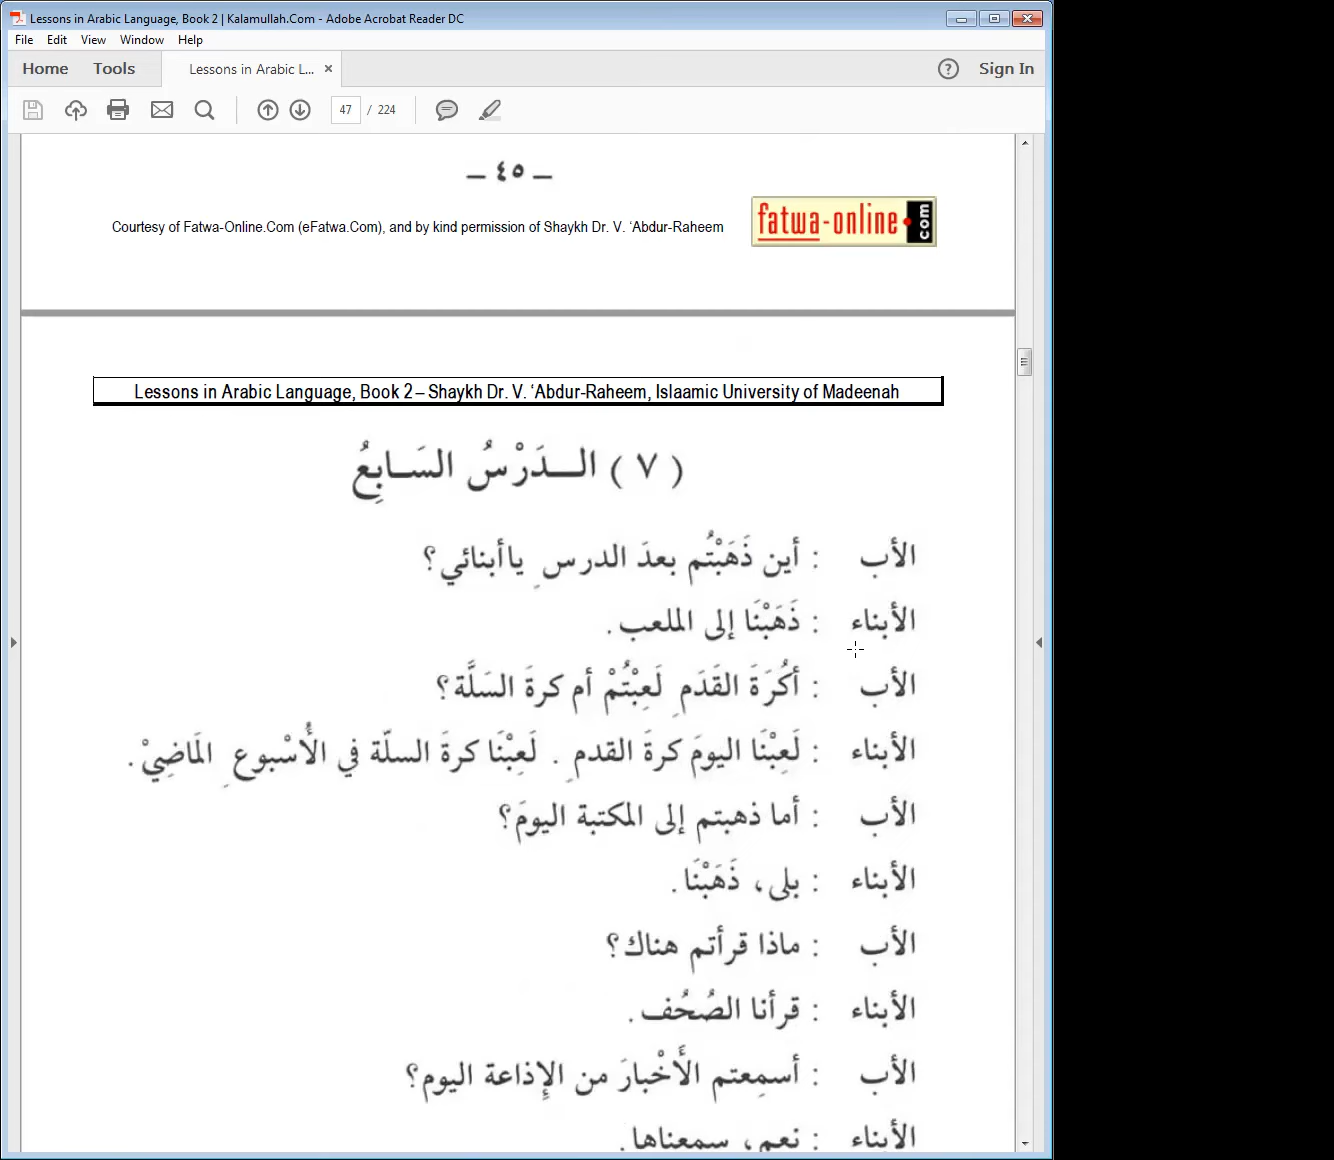 Lessons in Arabic Language, Book 2 | Kalamullah.Com - Adobe Acrobat Reader DC
File Edit View Window Help
Home Tools Lessons in Arabic L... × ? Sign In
47 / 224
– ٤٥ –
Courtesy of Fatwa-Online.Com (eFatwa.Com), and by kind permission of Shaykh Dr. V. ‘Abdur-Raheem
fatwa-online.com
Lessons in Arabic Language, Book 2 – Shaykh Dr. V. ‘Abdur-Raheem, Islaamic University of Madeenah
( ٧ ) الــدَرْسُ السَـابِعُ
الأب : أين ذَهَبْتُم بعدَ الدرسِ ياأبنائي؟
الأبناء : ذَهَبْنَا إلى الملعب.
الأب : أكُرَةَ القَدَمِ لَعِبْتُمْ أم كرةَ السَلَّة؟
الأبناء : لَعِبْنَا اليومَ كرةَ القدمِ. لَعِبْنَا كرةَ السلّة في الأُسْبوعِ المَاضِيْ.
الأب : أما ذهبتم إلى المكتبة اليومَ؟
الأبناء : بلى، ذَهَبْنَا.
الأب : ماذا قرأتم هناك؟
الأبناء : قرأنا الصُحُف.
الأب : أسمِعتم الأَخْبارَ من الإِذاعة اليوم؟
الأبناء : نعم، سمعناها.